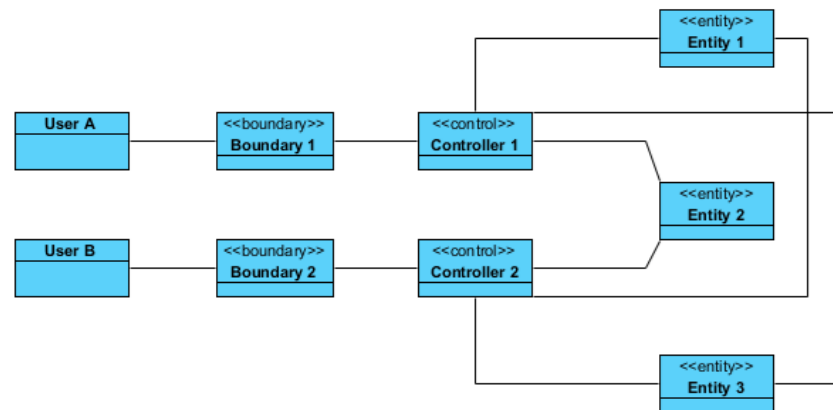 <<entity>>
Entity 1
User A
<<boundary>>
Boundary 1
<<control>>
Controller 1
<<entity>>
Entity 2
User B
<<boundary>>
Boundary 2
<<control>>
Controller 2
<<entity>>
Entity 3